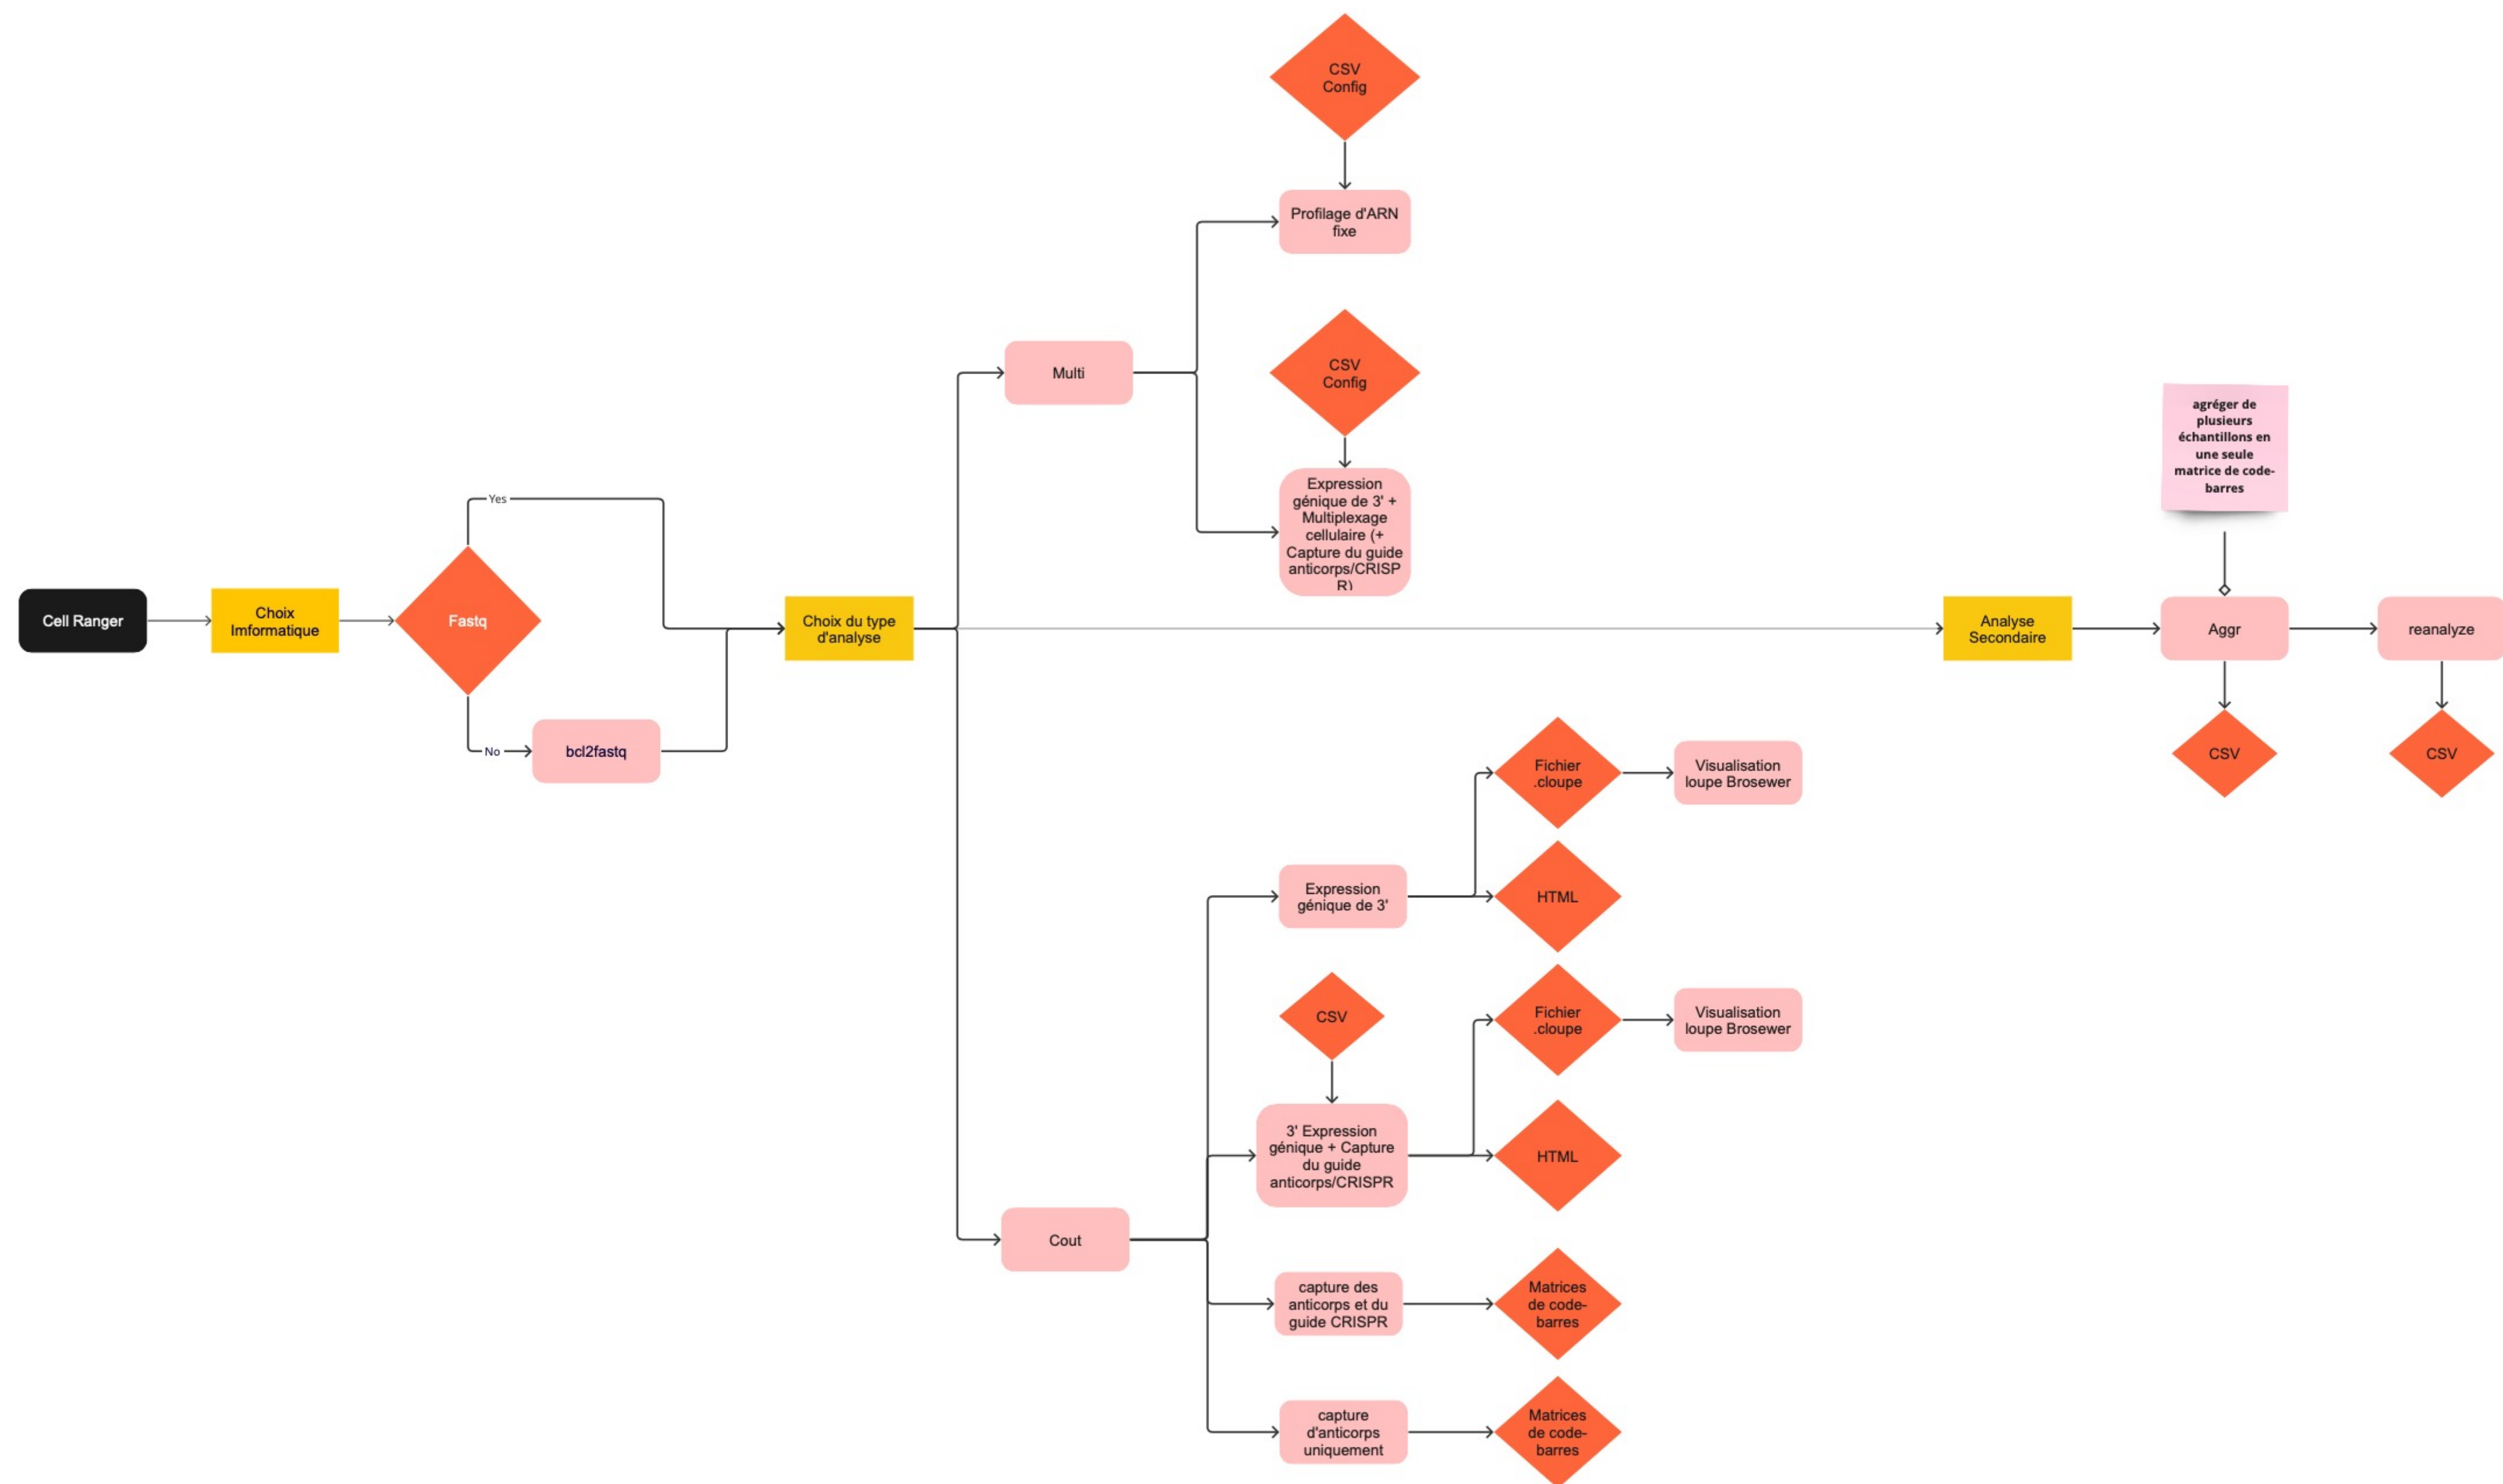 CSV
Config
Profilage d'ARN
fixe
Multi
CSV
Config
Expression
génique de 3' +
Multiplexage
cellulaire (+
Capture du guide
anticorps/CRISP
R)
agréger de
plusieurs
échantillons en
une seule
matrice de code-
barres
Yes
Cell Ranger
Choix
Imformatique
Fastq
No
bcl2fastq
Choix du type
d'analyse
Analyse
Secondaire
Aggr
reanalyze
CSV
CSV
Fichier
.cloupe
Visualisation
loupe Brosewer
Expression
génique de 3'
HTML
CSV
Fichier
.cloupe
Visualisation
loupe Brosewer
3' Expression
génique + Capture
du guide
anticorps/CRISPR
HTML
Cout
capture des
anticorps et du
guide CRISPR
Matrices
de code-
barres
capture
d'anticorps
uniquement
Matrices
de code-
barres